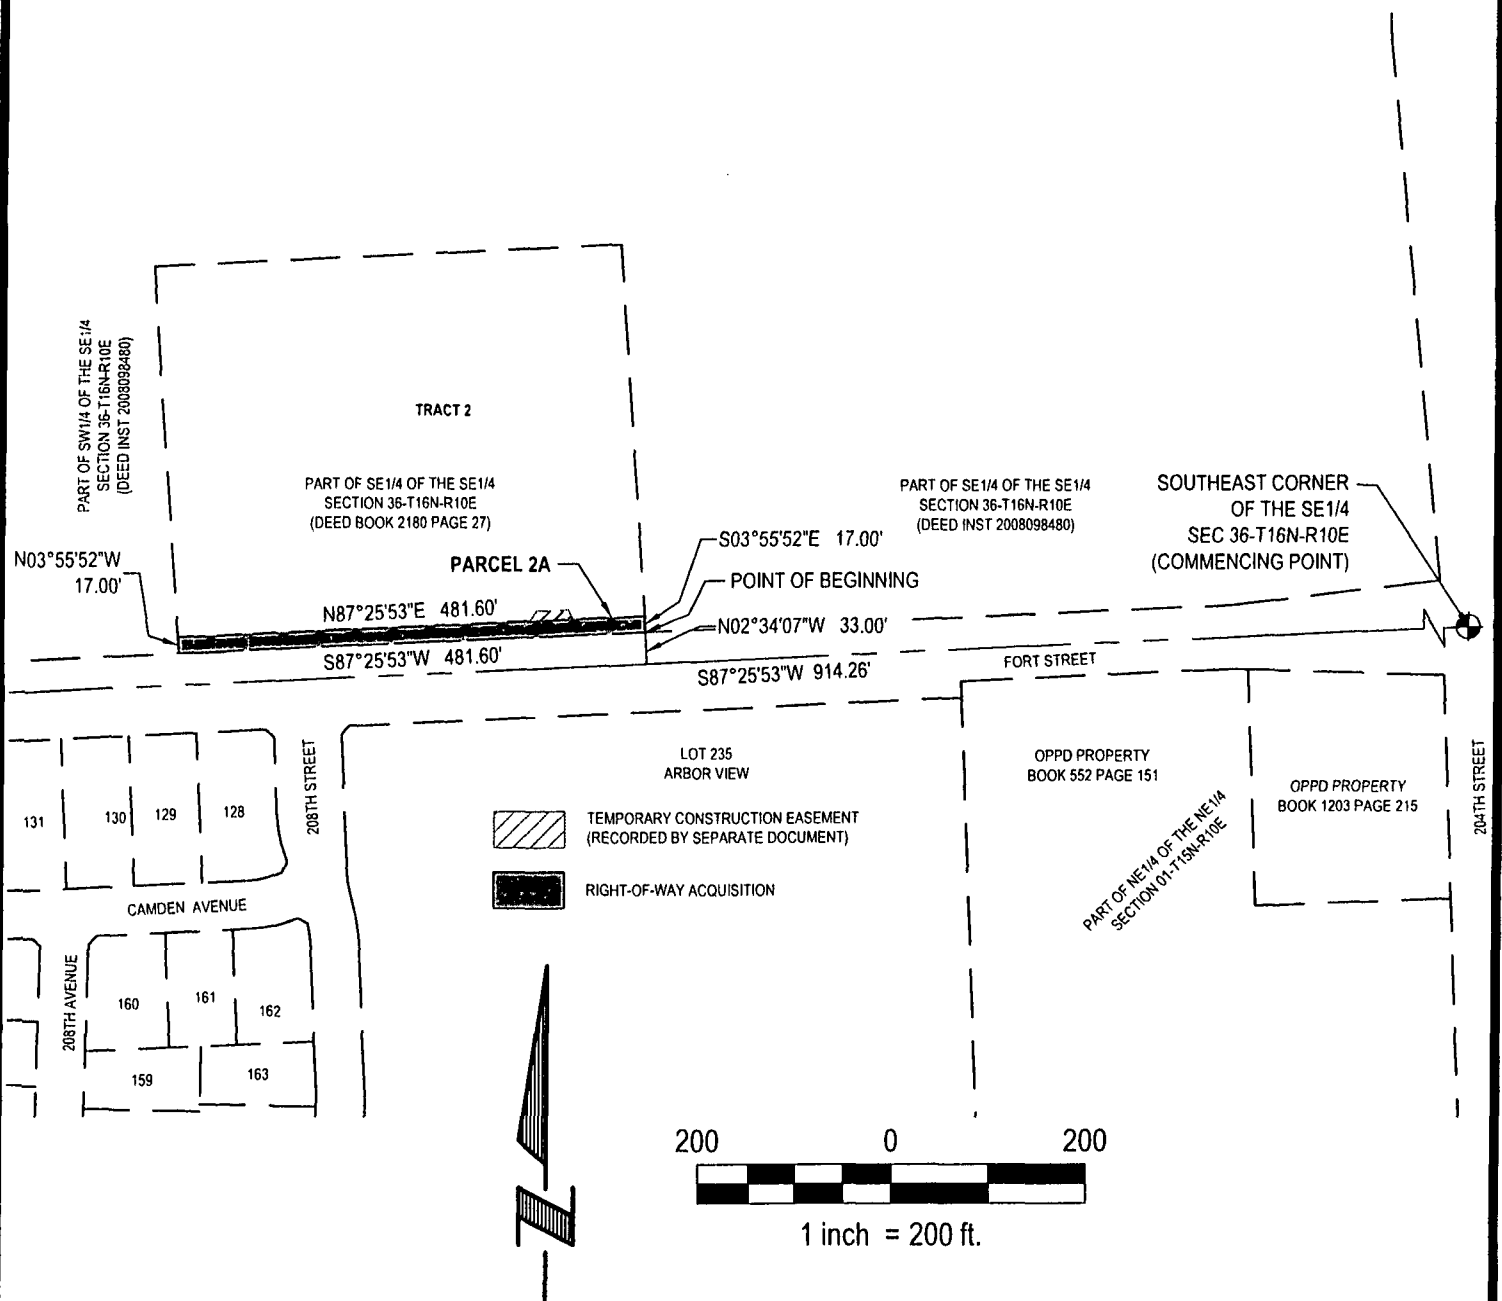 TRACT 2
PART OF SW1/4 OF THE SE1/4
SECTION 36-T16N-R10E
(DEED INST 2008098480)
PART OF SE1/4 OF THE SE1/4
SECTION 36-T16N-R10E
(DEED BOOK 2180 PAGE 27)
PART OF SE1/4 OF THE SE1/4
SECTION 36-T16N-R10E
(DEED INST 2008098480)
SOUTHEAST CORNER
OF THE SE1/4
SEC 36-T16N-R10E
(COMMENCING POINT)
N03°55'52"W
17.00'
PARCEL 2A
S03°55'52"E 17.00'
POINT OF BEGINNING
N87°25'53"E 481.60'
N02°34'07"W 33.00'
S87°25'53"W 481.60'
S87°25'53"W 914.26'
FORT STREET
208TH STREET
LOT 235
ARBOR VIEW
OPPD PROPERTY
BOOK 552 PAGE 151
OPPD PROPERTY
BOOK 1203 PAGE 215
204TH STREET
131
130
129
128
TEMPORARY CONSTRUCTION EASEMENT
(RECORDED BY SEPARATE DOCUMENT)
RIGHT-OF-WAY ACQUISITION
PART OF NE1/4 OF THE NE1/4
SECTION 01-T15N-R10E
CAMDEN AVENUE
208TH AVENUE
160
161
162
159
163
200 0 200
1 inch = 200 ft.